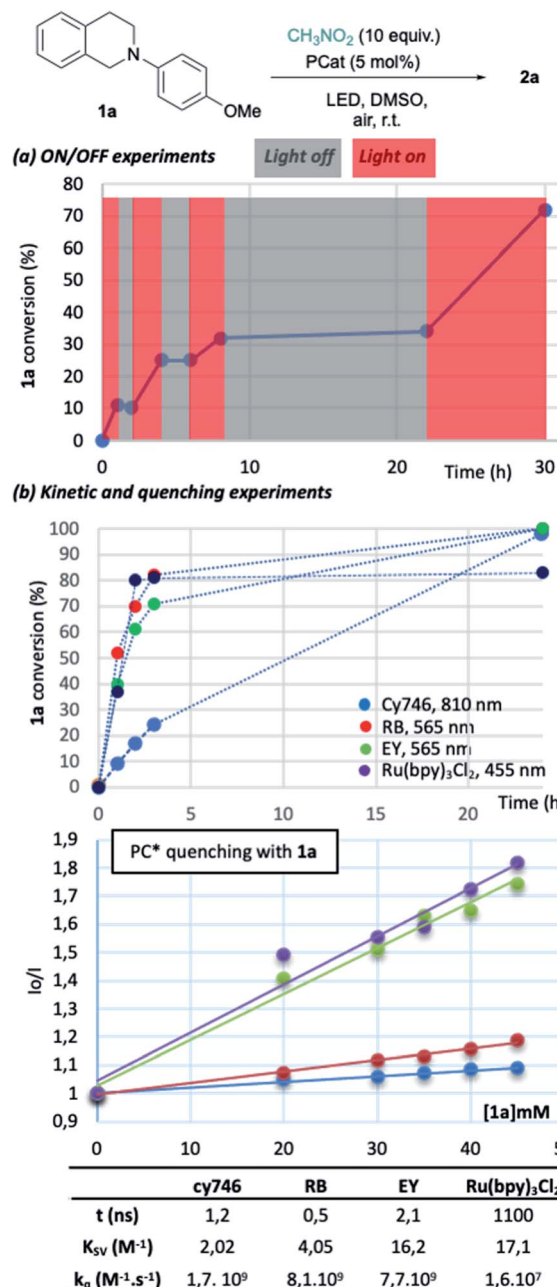 CH3NO2 (10 equiv.)
PCat (5 mol%)
LED, DMSO,
air, r.t.
N
OMe
1a
2a
(a) ON/OFF experiments
Light off
Light on
80
70
60
50
40
30
20
10
0
1a conversion (%)
0
10
20
30
Time (h)
(b) Kinetic and quenching experiments
100
90
80
70
60
50
40
30
20
10
0
1a conversion (%)
Cy746, 810 nm
RB, 565 nm
EY, 565 nm
Ru(bpy)3Cl2, 455 nm
0
5
10
15
20
Time (h
1,9
1,8
1,7
1,6
1,5
1,4
1,3
1,2
1,1
1
0,9
Io/I
PC* quenching with 1a
[1a]mM
0
10
20
30
40
5
cy746 RB EY Ru(bpy)3Cl2
t (ns) 1,2 0,5 2,1 1100
KSV (M-1) 2,02 4,05 16,2 17,1
kq (M-1.s-1) 1,7. 10⁹ 8,1.10⁹ 7,7.10⁹ 1,6.10⁷